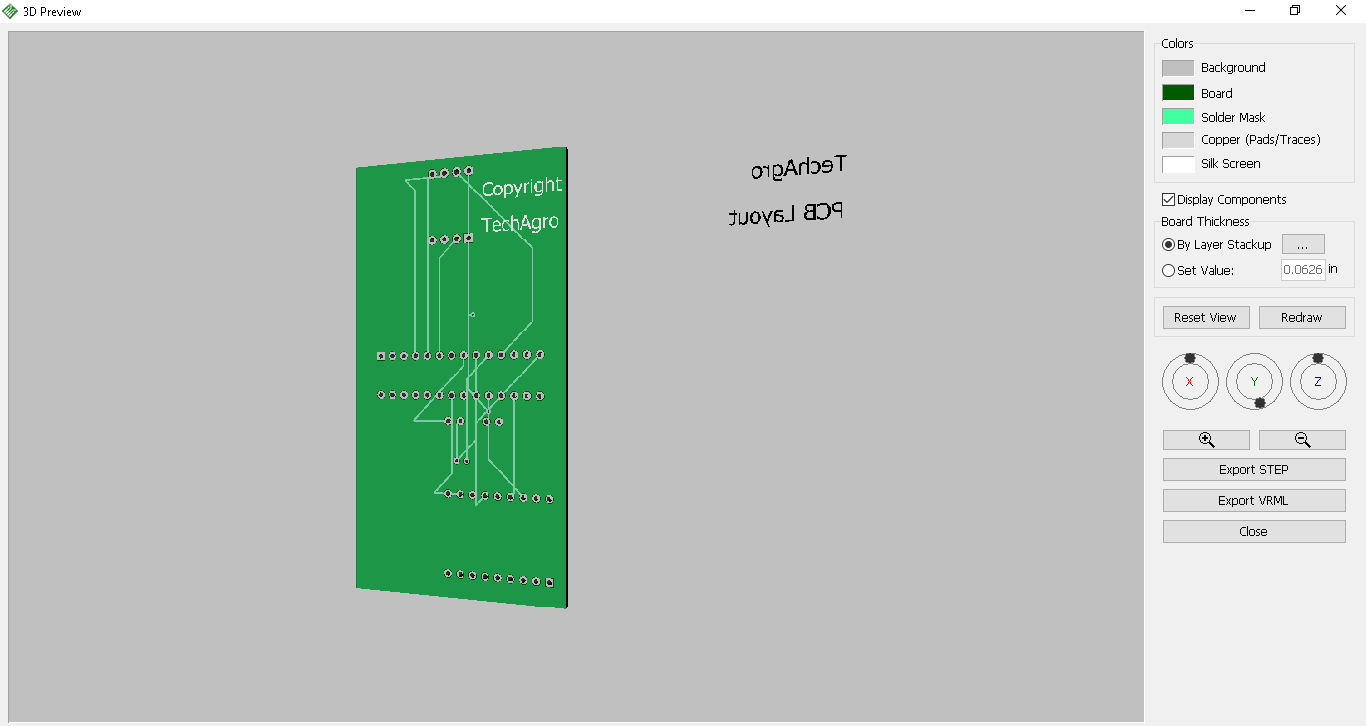 3D Preview
Copyright
TechAgro
TechAgro
PCB Layout
Colors
Background
Board
Solder Mask
Copper (Pads/Traces)
Silk Screen
Display Components
Board Thickness
By Layer Stackup ...
Set Value: 0.0626 in
Reset View Redraw
X Y Z
Export STEP
Export VRML
Close